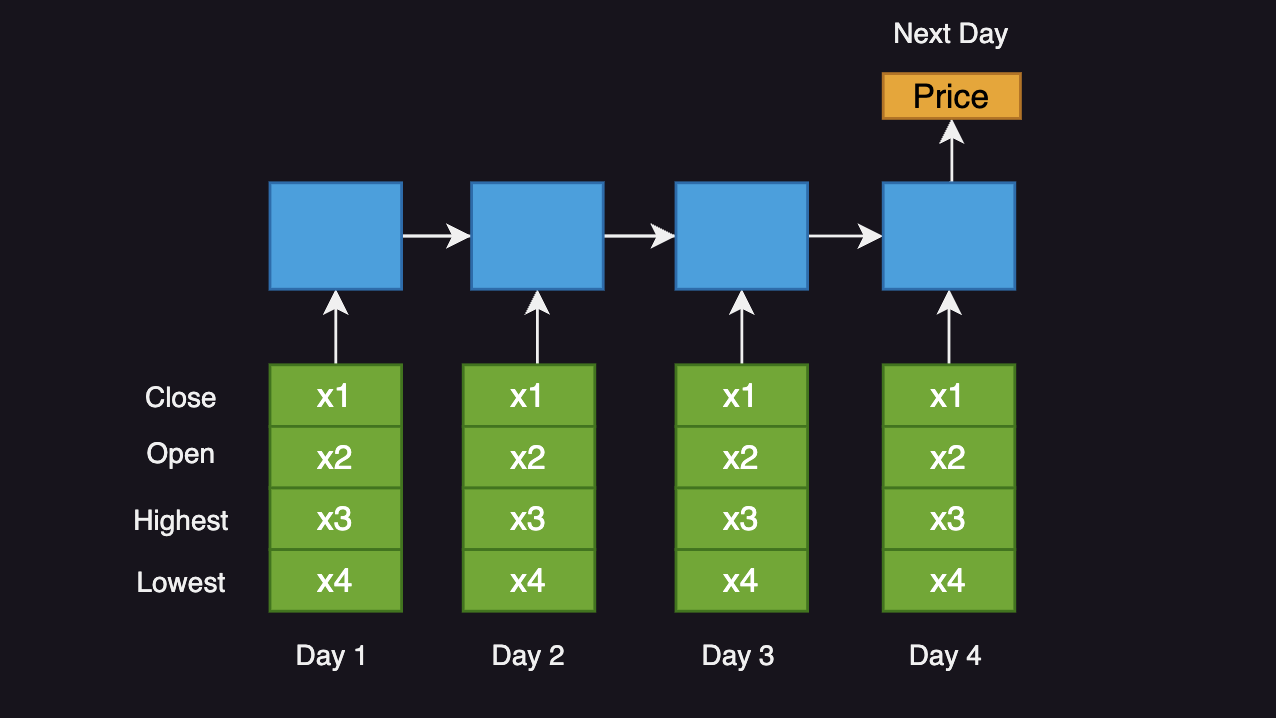 Next Day
Price
Close x1 x1 x1 x1
Open x2 x2 x2 x2
Highest x3 x3 x3 x3
Lowest x4 x4 x4 x4
Day 1 Day 2 Day 3 Day 4